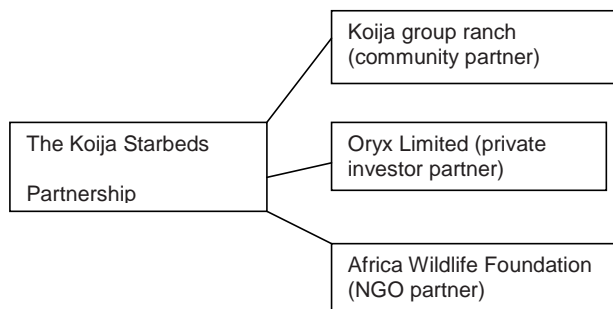 Koija group ranch
(community partner)
The Koija Starbeds
Partnership
Oryx Limited (private
investor partner)
Africa Wildlife Foundation
(NGO partner)